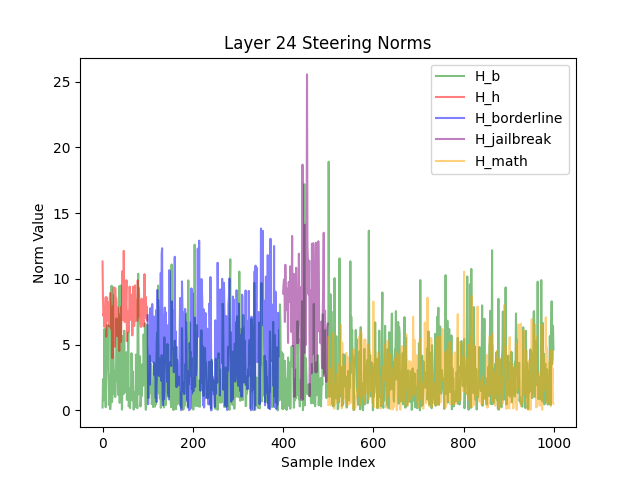 Layer 24 Steering Norms
H_b
H_h
H_borderline
H_jailbreak
H_math
Norm Value
25
20
15
10
5
0
0 200 400 600 800 1000
Sample Index